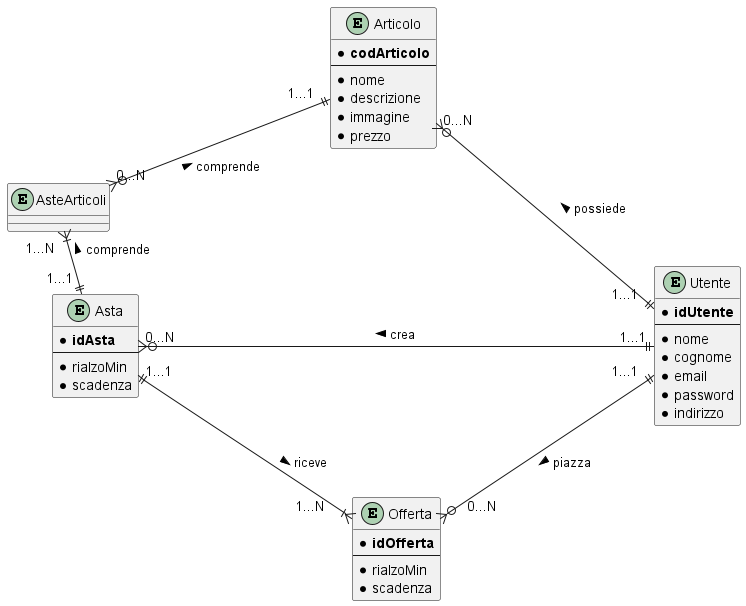 E Articolo
codArticolo
nome
descrizione
immagine
prezzo
1...1
0...N
0...N
comprende
E AsteArticoli
possiede
1...N
comprende
1...1
1...1
E Utente
idUtente
nome
cognome
email
password
indirizzo
E Asta
idAsta
rialzoMin
scadenza
0...N
crea
1...1
1...1
1...1
riceve
piazza
1...N
0...N
E Offerta
idOfferta
rialzoMin
scadenza